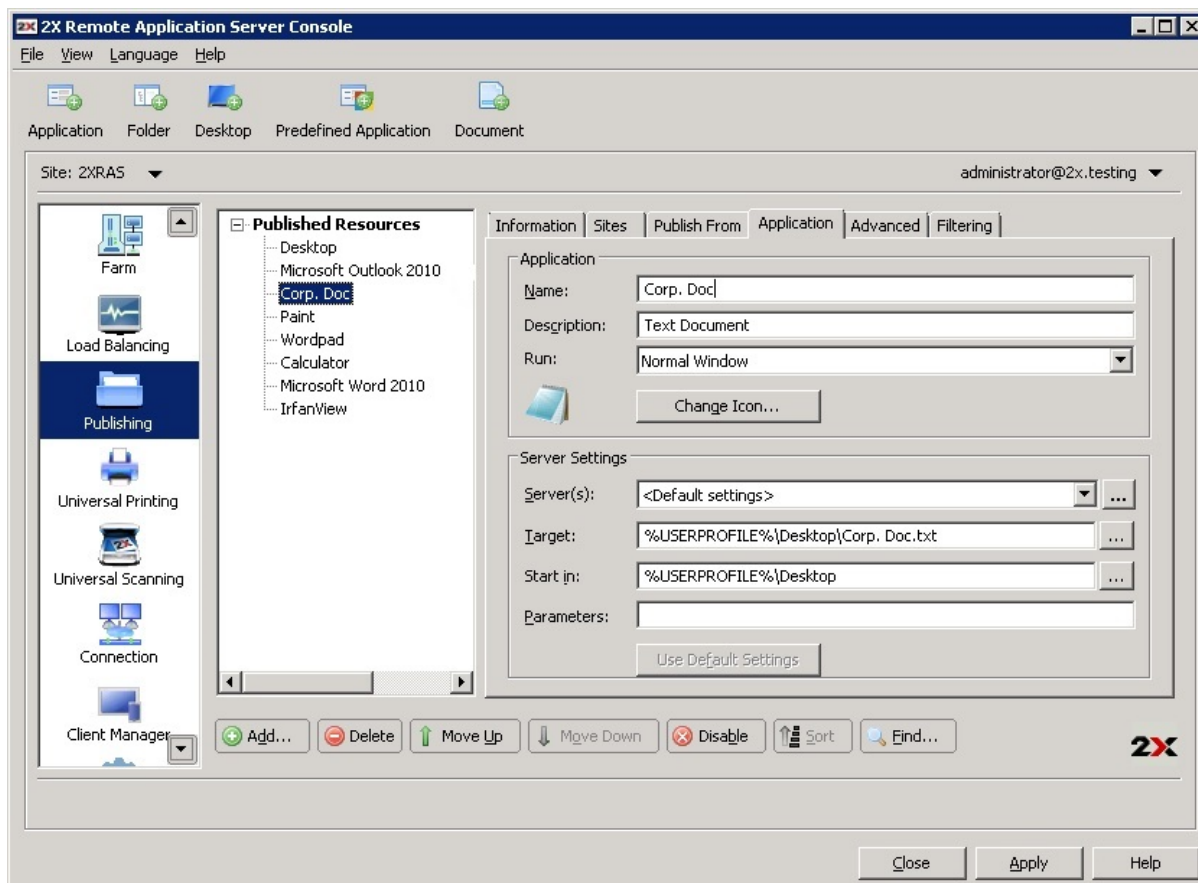 2X 2X Remote Application Server Console
File View Language Help
Application Folder Desktop Predefined Application Document
Site: 2XRAS administrator@2x.testing
Farm
Load Balancing
Publishing
Universal Printing
Universal Scanning
2X
Connection
Client Manager
Published Resources
Desktop
Microsoft Outlook 2010
Corp. Doc
Paint
Wordpad
Calculator
Microsoft Word 2010
IrfanView
Information Sites Publish From Application Advanced Filtering
Application
Name: Corp. Doc
Description: Text Document
Run: Normal Window
Change Icon...
Server Settings
Server(s): <Default settings> ...
Target: %USERPROFILE%\Desktop\Corp. Doc.txt ...
Start in: %USERPROFILE%\Desktop ...
Parameters:
Use Default Settings
Add... Delete Move Up Move Down Disable Sort Find...
2X
Close Apply Help